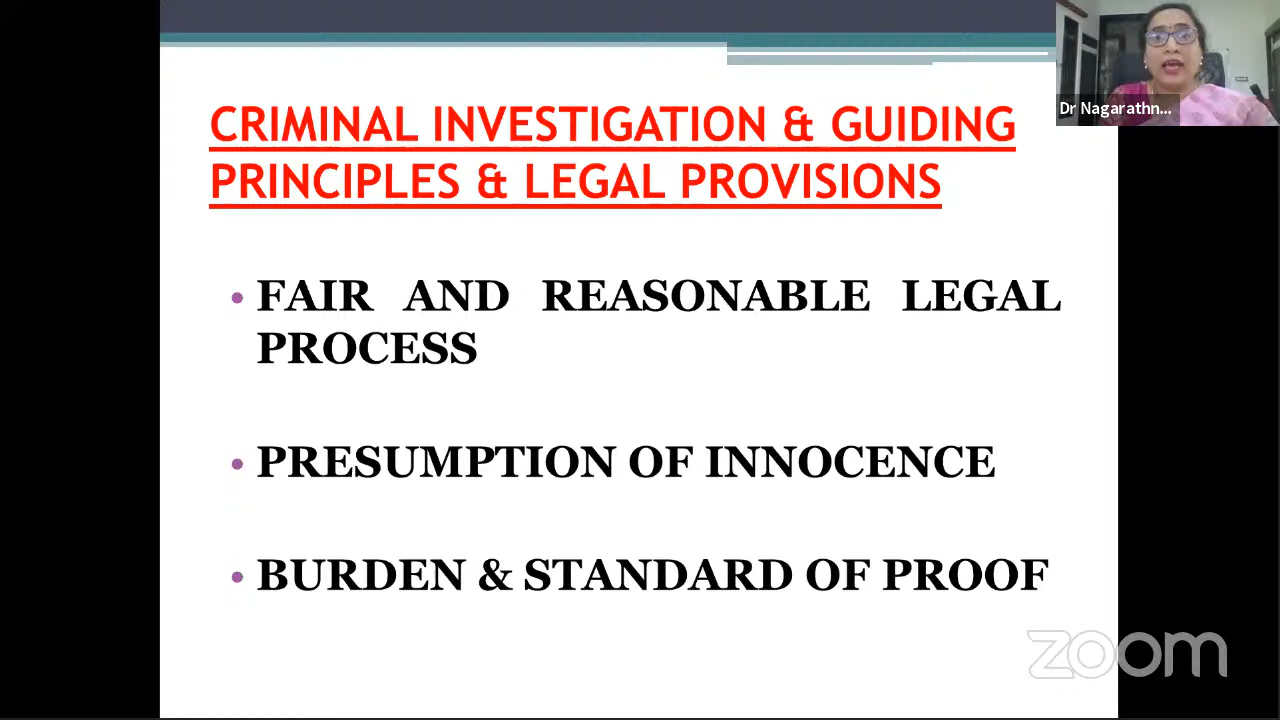 Dr Nagarathn...
CRIMINAL INVESTIGATION & GUIDING
PRINCIPLES & LEGAL PROVISIONS
• FAIR AND REASONABLE LEGAL
PROCESS
• PRESUMPTION OF INNOCENCE
• BURDEN & STANDARD OF PROOF
zoom